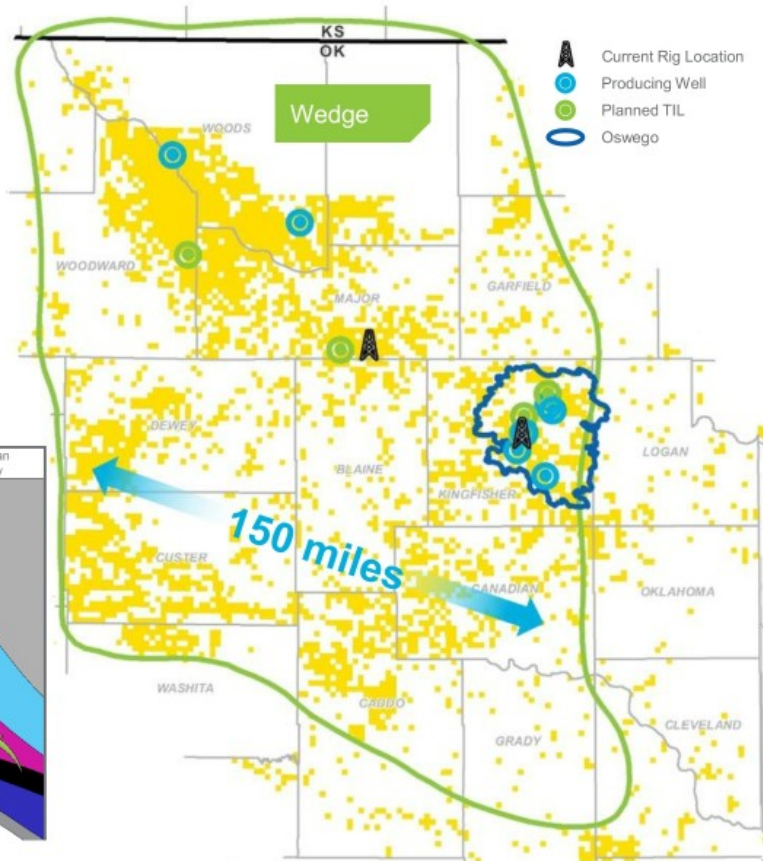 KS
OK
Current Rig Location
Producing Well
Planned TIL
Oswego
Wedge
WOODS
WOODWARD
MAJOR
GARFIELD
DEWEY
BLAINE
KINGFISHER
LOGAN
150 miles
CUSTER
CANADIAN
OKLAHOMA
WASHITA
CADDO
GRADY
CLEVELAND